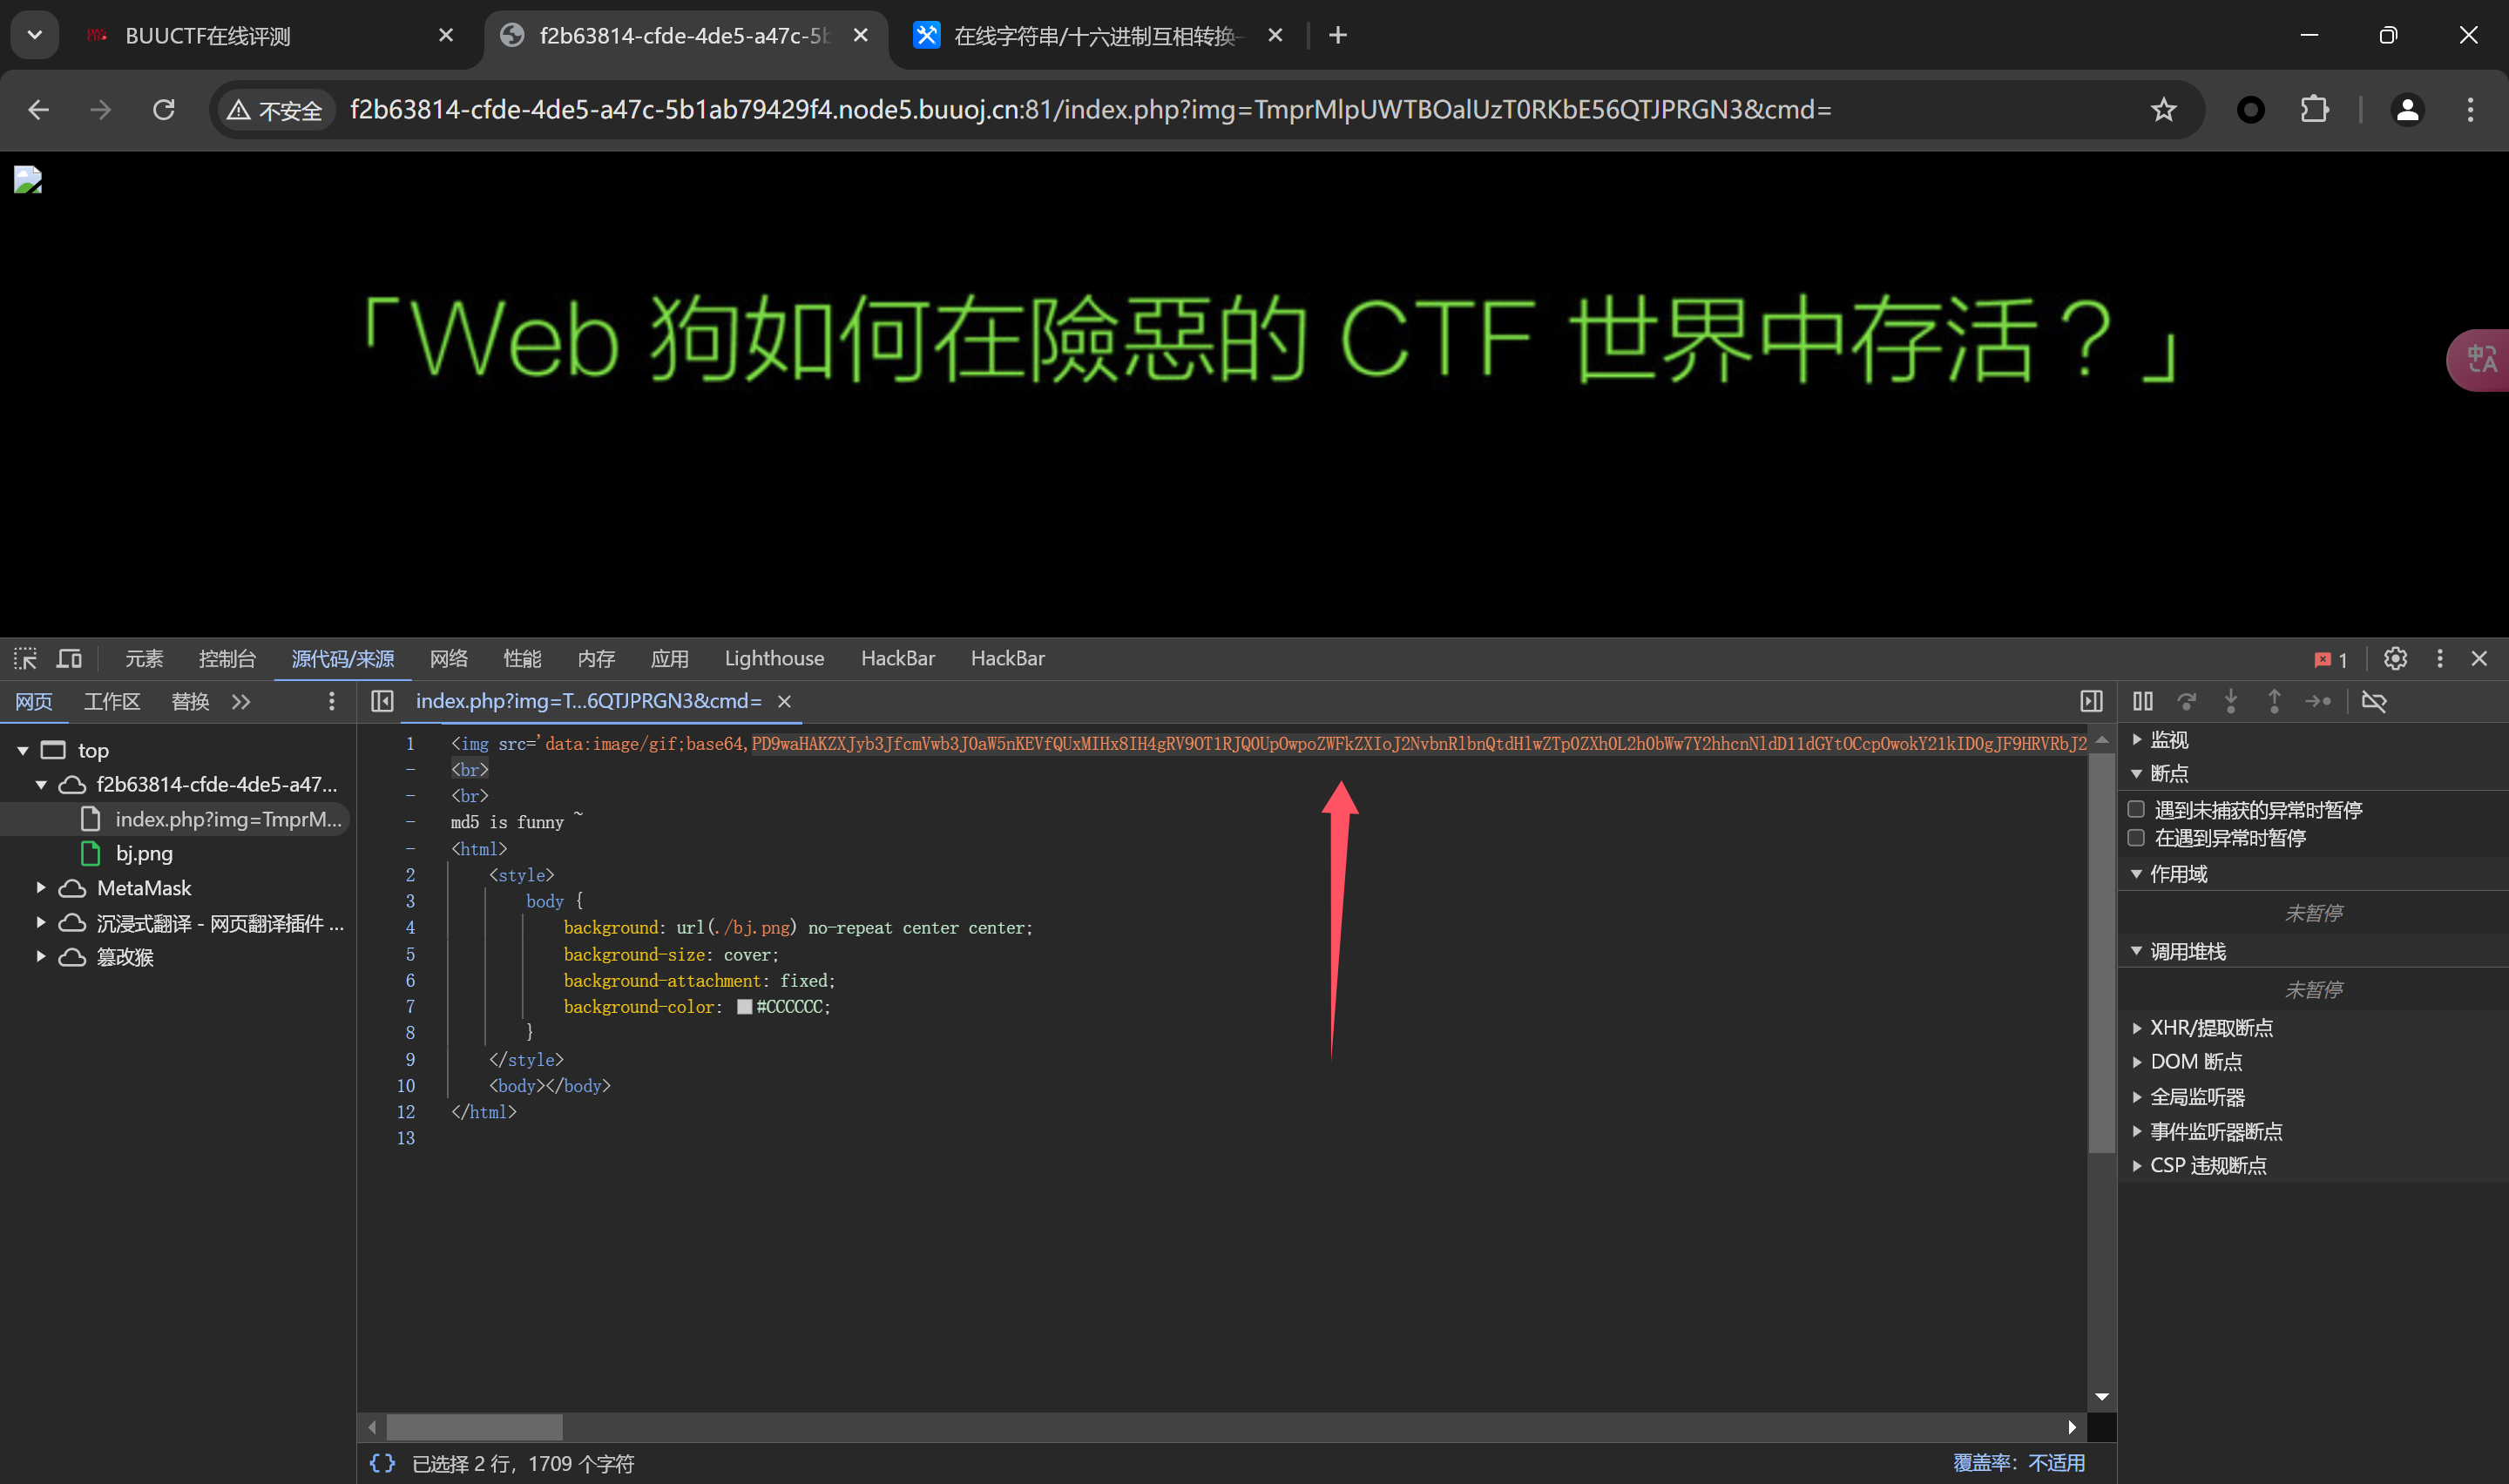 BUUCTF在线评测
f2b63814-cfde-4de5-a47c-5b
在线字符串/十六进制互相转换-
不安全
f2b63814-cfde-4de5-a47c-5b1ab79429f4.node5.buuoj.cn:81/index.php?img=TmprMlpUWTBOalUzT0RKbE56QTJPRGN3&cmd=
「Web 狗如何在險惡的 CTF 世界中存活？」
元素 控制台 源代码/来源 网络 性能 内存 应用 Lighthouse HackBar HackBar 1
网页 工作区 替换 index.php?img=T...6QTJPRGN3&cmd=
top
f2b63814-cfde-4de5-a47...
index.php?img=TmprM...
bj.png
MetaMask
沉浸式翻译 - 网页翻译插件 ...
篡改猴
1 <img src='data:image/gif;base64,PD9waHAKZXJyb3JfcmVwb3J0aW5nKEVfQUxMIHx8IH4gRV9OT1RJQ0UpOwpoZWFkZXIoJ2NvbnRlbnQtdHlwZTp0ZXh0L2h0bWw7Y2hhcnNldD11dGYtOCcpOwokY21kID0gJF9HRVRbJ2
- <br>
- <br>
- md5 is funny ~
- <html>
2 <style>
3 body {
4 background: url(./bj.png) no-repeat center center;
5 background-size: cover;
6 background-attachment: fixed;
7 background-color: #CCCCCC;
8 }
9 </style>
10 <body></body>
12 </html>
13
已选择 2 行，1709 个字符
覆盖率：不适用
监视
断点
遇到未捕获的异常时暂停
在遇到异常时暂停
作用域
未暂停
调用堆栈
未暂停
XHR/提取断点
DOM 断点
全局监听器
事件监听器断点
CSP 违规断点